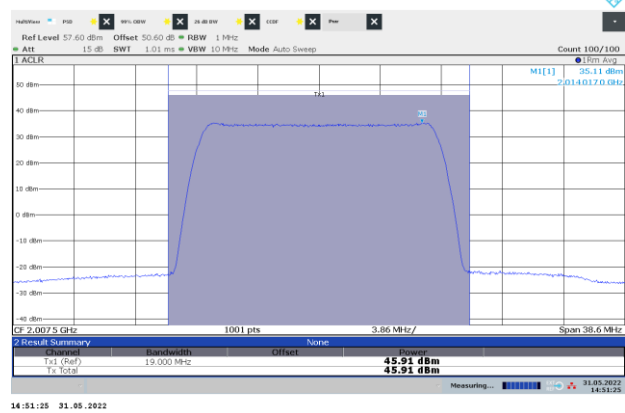 MultiView PSD 99% OBW 26 dB BW CCDF Pwr
Ref Level 57.60 dBm Offset 50.60 dB RBW 1 MHz
Att 15 dB SWT 1.01 ms VBW 10 MHz Mode Auto Sweep Count 100/100
1 ACLR 1Rm Avg
M1[1] 35.11 dBm
2.0140170 GHz
50 dBm
Tx1
40 dBm
M1
30 dBm
20 dBm
10 dBm
0 dBm
-10 dBm
-20 dBm
-30 dBm
-40 dBm
CF 2.0075 GHz 1001 pts 3.86 MHz/ Span 38.6 MHz
2 Result Summary None
Channel Bandwidth Offset Power
Tx1 (Ref) 19.000 MHz 45.91 dBm
Tx Total 45.91 dBm
Measuring... 31.05.2022
14:51:25
14:51:25 31.05.2022